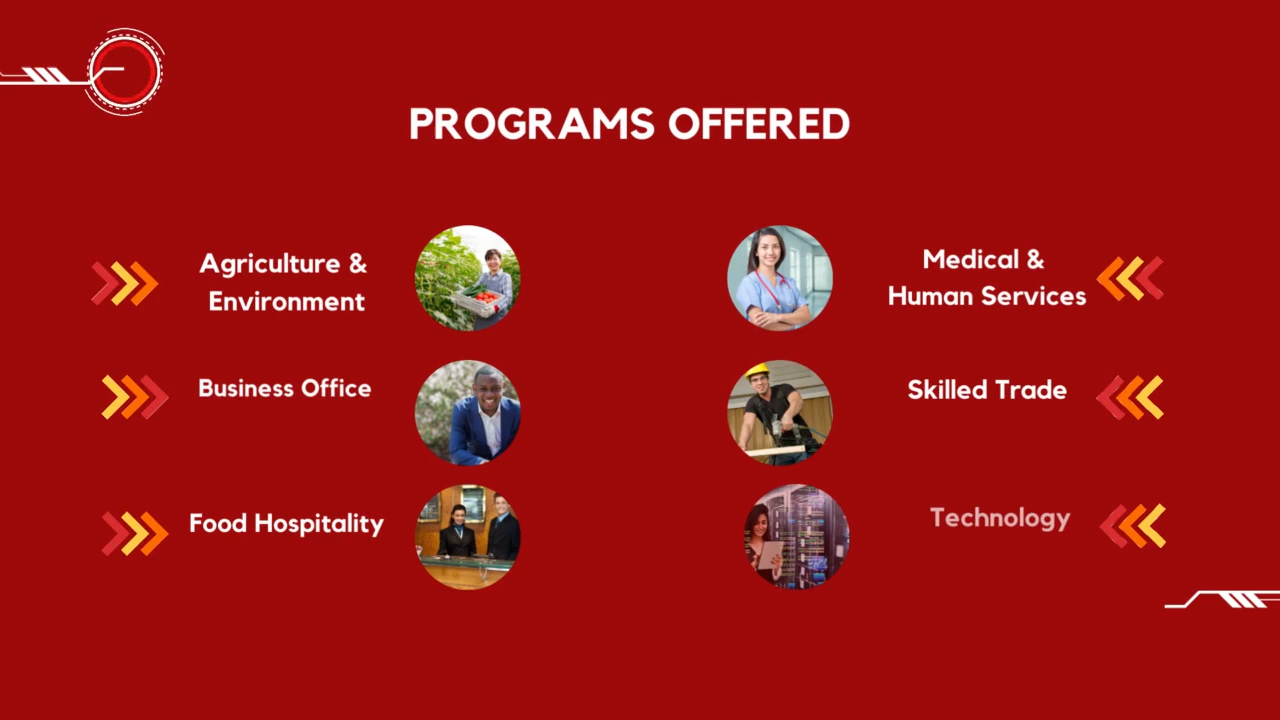 PROGRAMS OFFERED
Agriculture &
Environment
Business Office
Food Hospitality
Medical &
Human Services
Skilled Trade
Technology